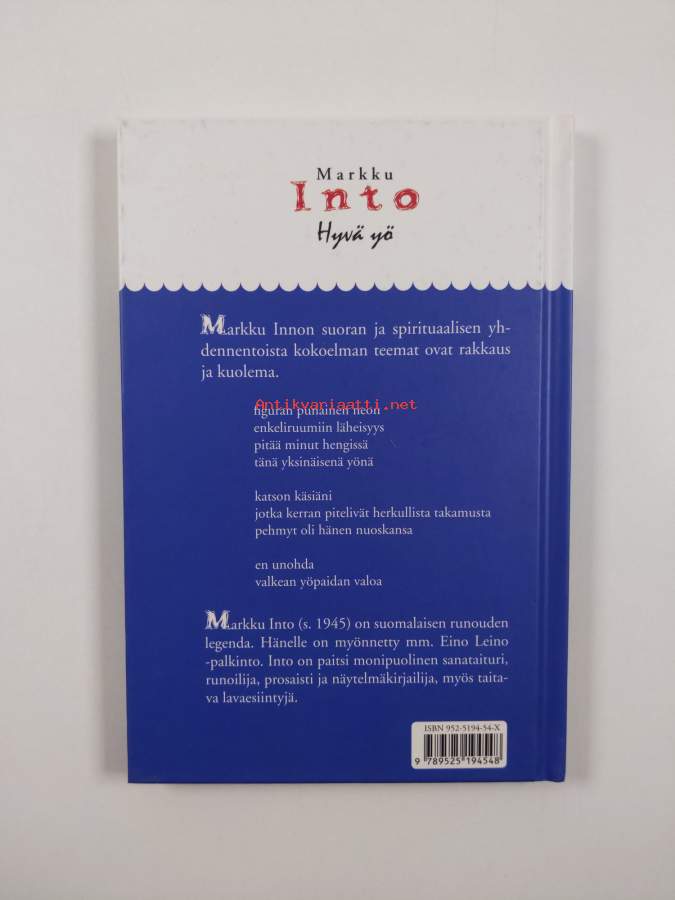 Markku
Into
Hyvä yö
Markku Innon suoran ja spirituaalisen yh-
dennentoista kokoelman teemat ovat rakkaus
ja kuolema.
Antikvariaatti.net
figuran punainen neon
enkeliruumiin läheisyys
pitää minut hengissä
tänä yksinäisenä yönä
katson käsiäni
jotka kerran pitelivät herkullista takamusta
pehmyt oli hänen nuoskansa
en unohda
valkean yöpaidan valoa
Markku Into (s. 1945) on suomalaisen runouden
legenda. Hänelle on myönnetty mm. Eino Leino
-palkinto. Into on paitsi monipuolinen sanataituri,
runoilija, prosaisti ja näytelmäkirjailija, myös taita-
va lavaesiintyjä.
ISBN 952-5194-54-X
9 789525 194548